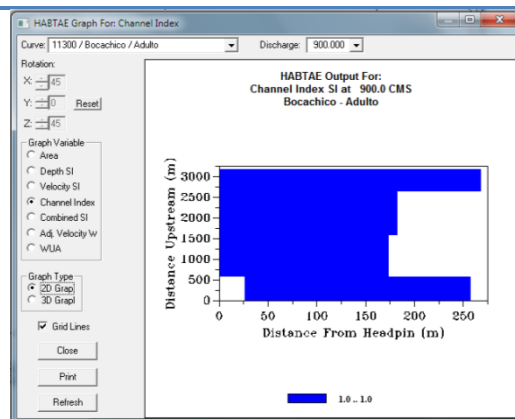 HABTAE Graph For: Channel Index
Curve: 11300 / Bocachico / Adulto Discharge: 900.000
Rotation:
X: 45
Y: 0 Reset
Z: 45
Graph Variable
Area
Depth SI
Velocity SI
Channel Index
Combined SI
Adj. Velocity W
WUA
Graph Type
2D Grap
3D Grapl
Grid Lines
Close
Print
Refresh
HABTAE Output For:
Channel Index SI at 900.0 CMS
Bocachico - Adulto
Distance Upstream (m)
3000
2500
2000
1500
1000
500
0
0 50 100 150 200 250
Distance From Headpin (m)
1.0 .. 1.0